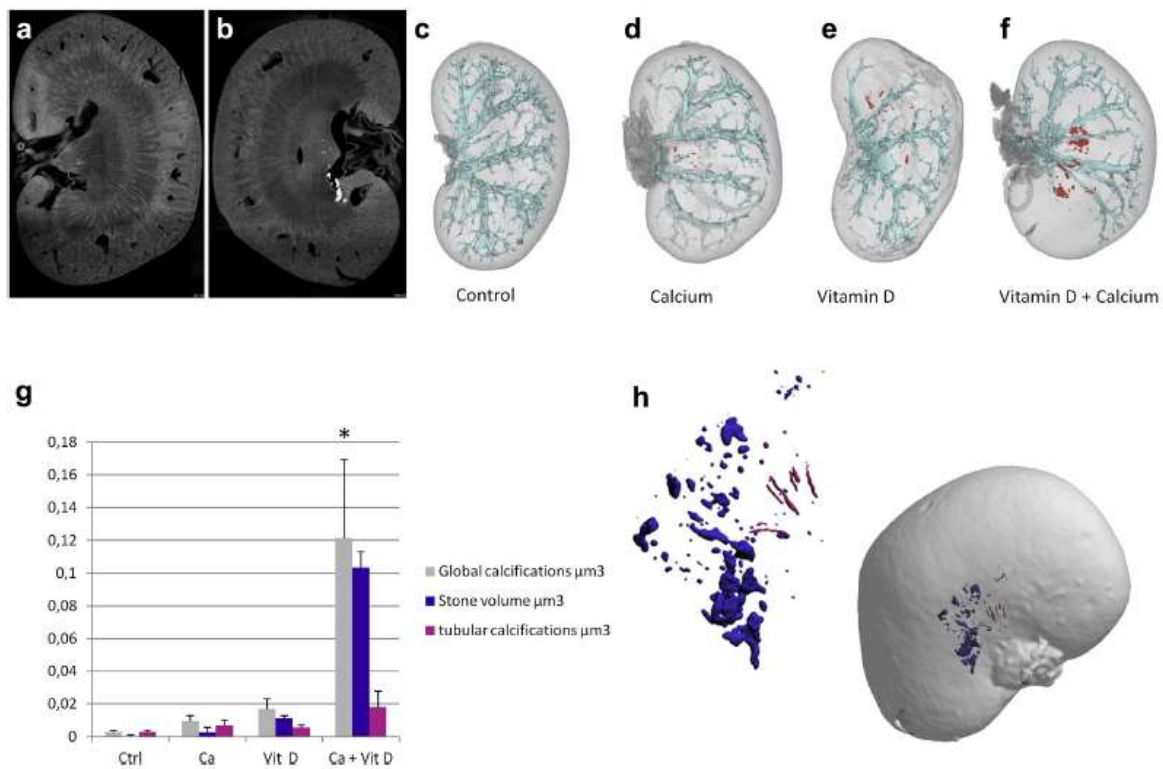 a
b
c
d
e
f
Control
Calcium
Vitamin D
Vitamin D + Calcium
g
h
*
0,18
0,16
0,14
0,12
0,1
0,08
0,06
0,04
0,02
0
Ctrl
Ca
Vit D
Ca + Vit D
Global calcifications µm3
Stone volume µm3
tubular calcifications µm3